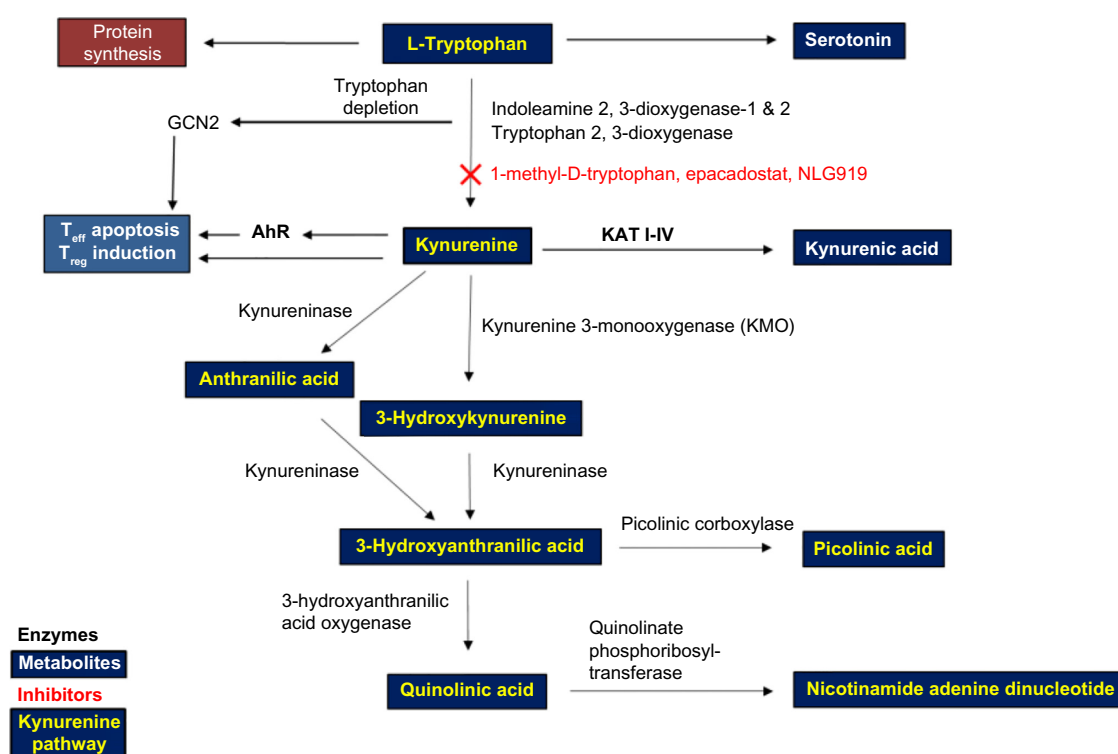 Protein
synthesis
L-Tryptophan
Serotonin
Tryptophan
depletion
GCN2
Indoleamine 2, 3-dioxygenase-1 & 2
Tryptophan 2, 3-dioxygenase
1-methyl-D-tryptophan, epacadostat, NLG919
Teff apoptosis
Treg induction
AhR
Kynurenine
KAT I-IV
Kynurenic acid
Kynureninase
Kynurenine 3-monooxygenase (KMO)
Anthranilic acid
3-Hydroxykynurenine
Kynureninase
Kynureninase
3-Hydroxyanthranilic acid
Picolinic corboxylase
Picolinic acid
3-hydroxyanthranilic
acid oxygenase
Quinolinate
phosphoribosyl-
transferase
Quinolinic acid
Nicotinamide adenine dinucleotide
Enzymes
Metabolites
Inhibitors
Kynurenine
pathway